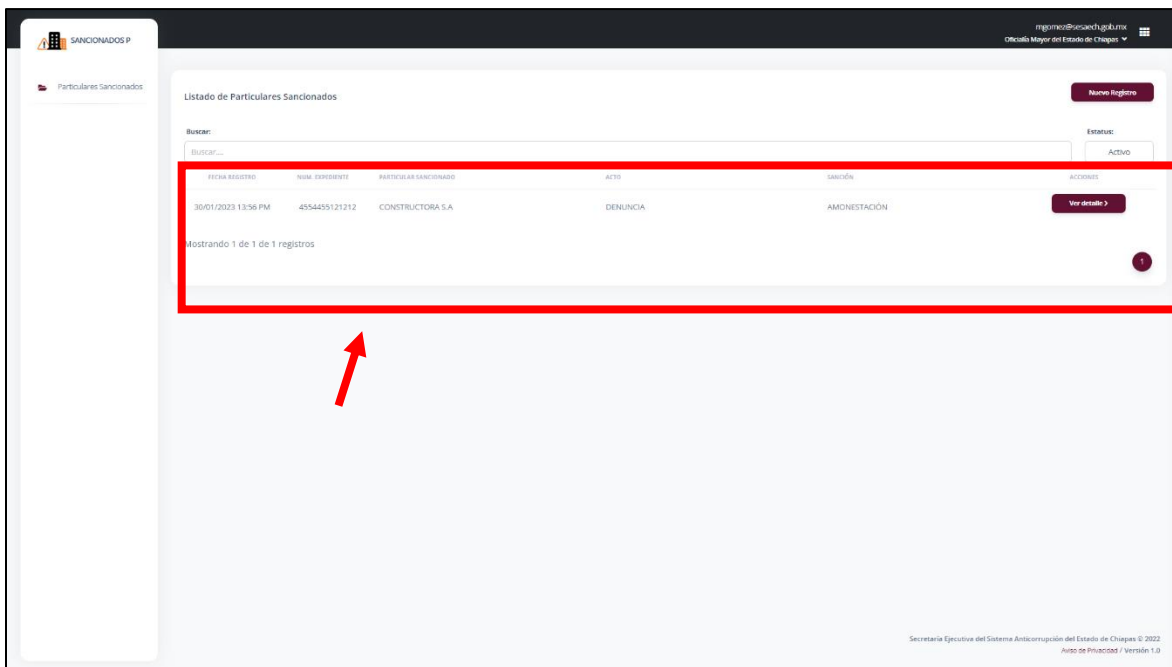 SANCIONADOS P
mgomez@sesaech.gob.mx
Oficialía Mayor del Estado de Chiapas
Particulares Sancionados
Listado de Particulares Sancionados
Nuevo Registro
Buscar:
Estatus:
Buscar....
Activo
FECHA REGISTRO NUM. EXPEDIENTE PARTICULAR SANCIONADO ACTO SANCIÓN ACCIONES
30/01/2023 13:56 PM 4554455121212 CONSTRUCTORA S.A DENUNCIA AMONESTACIÓN Ver detalle >
Mostrando 1 de 1 de 1 registros
1
Secretaría Ejecutiva del Sistema Anticorrupción del Estado de Chiapas © 2022
Aviso de Privacidad / Versión 1.0